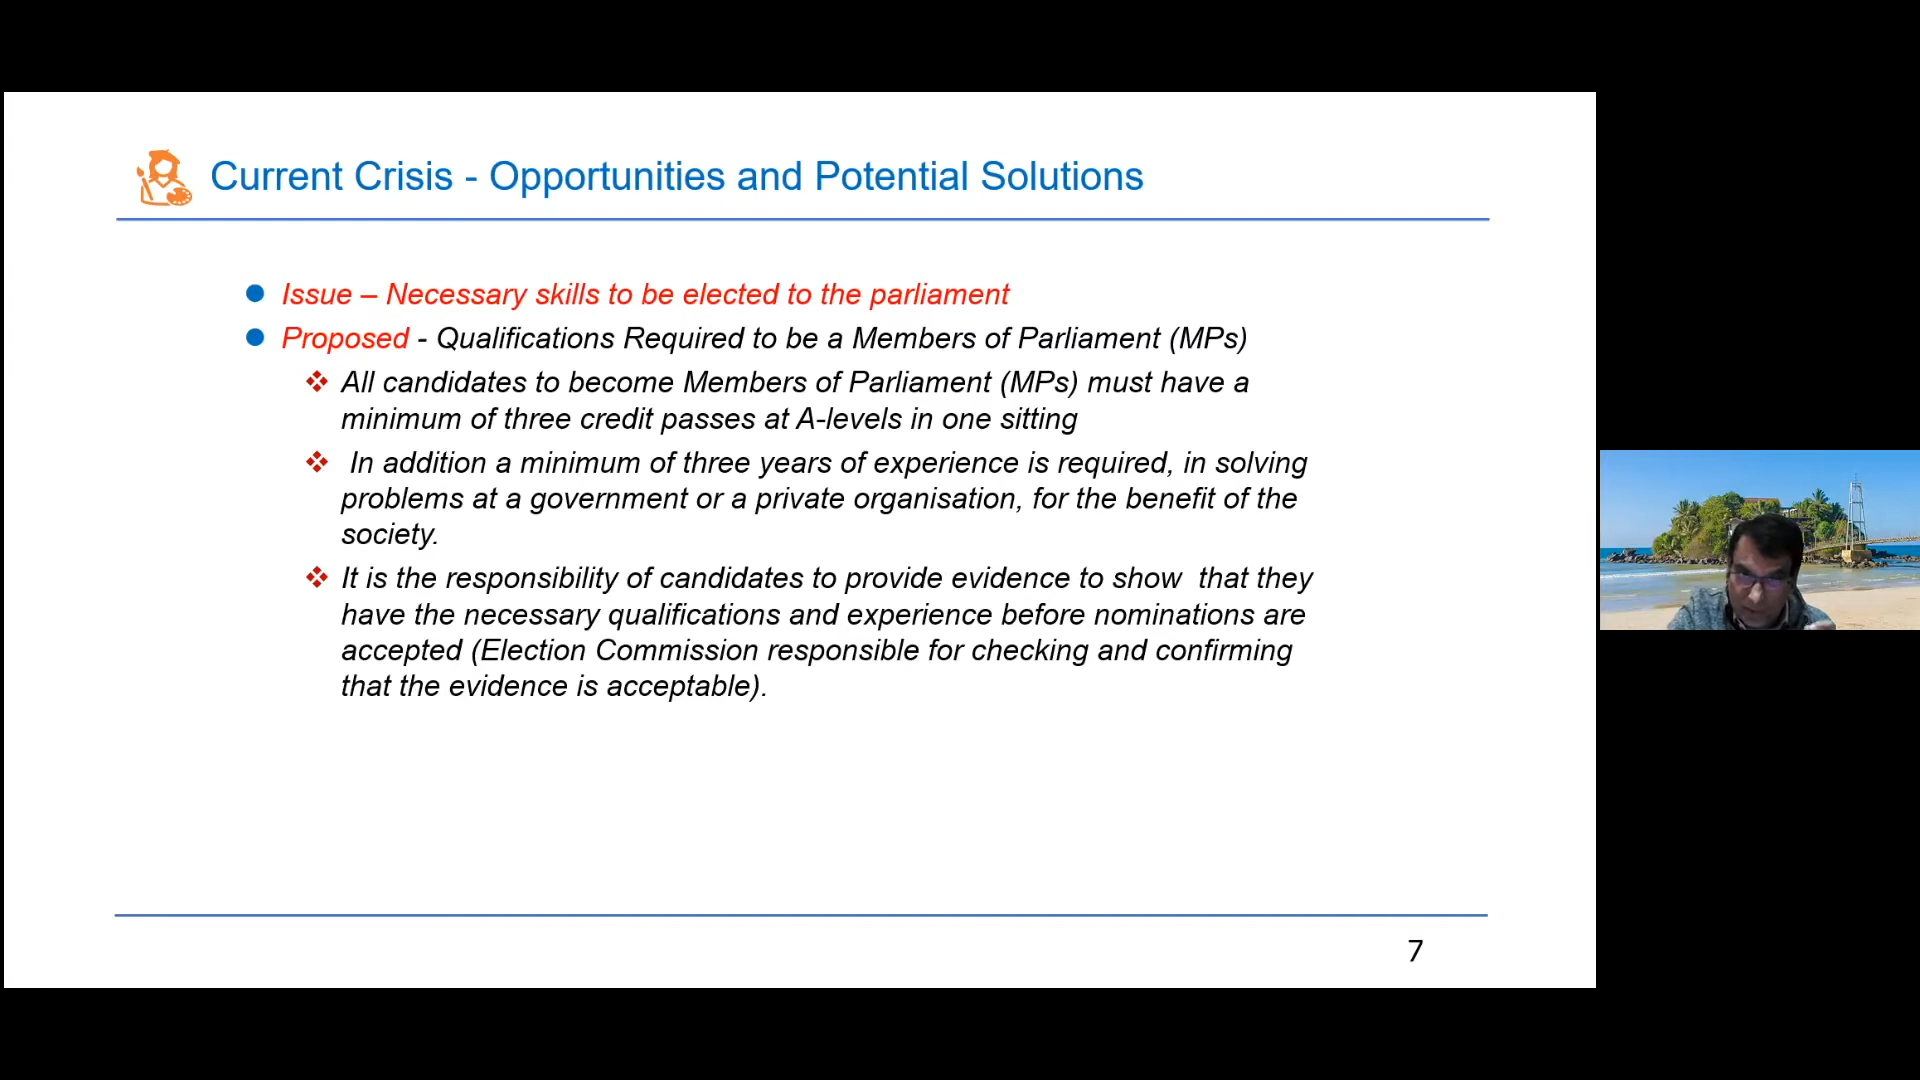 Current Crisis - Opportunities and Potential Solutions
Issue – Necessary skills to be elected to the parliament
Proposed - Qualifications Required to be a Members of Parliament (MPs)
All candidates to become Members of Parliament (MPs) must have a
minimum of three credit passes at A-levels in one sitting
In addition a minimum of three years of experience is required, in solving
problems at a government or a private organisation, for the benefit of the
society.
It is the responsibility of candidates to provide evidence to show that they
have the necessary qualifications and experience before nominations are
accepted (Election Commission responsible for checking and confirming
that the evidence is acceptable).
7